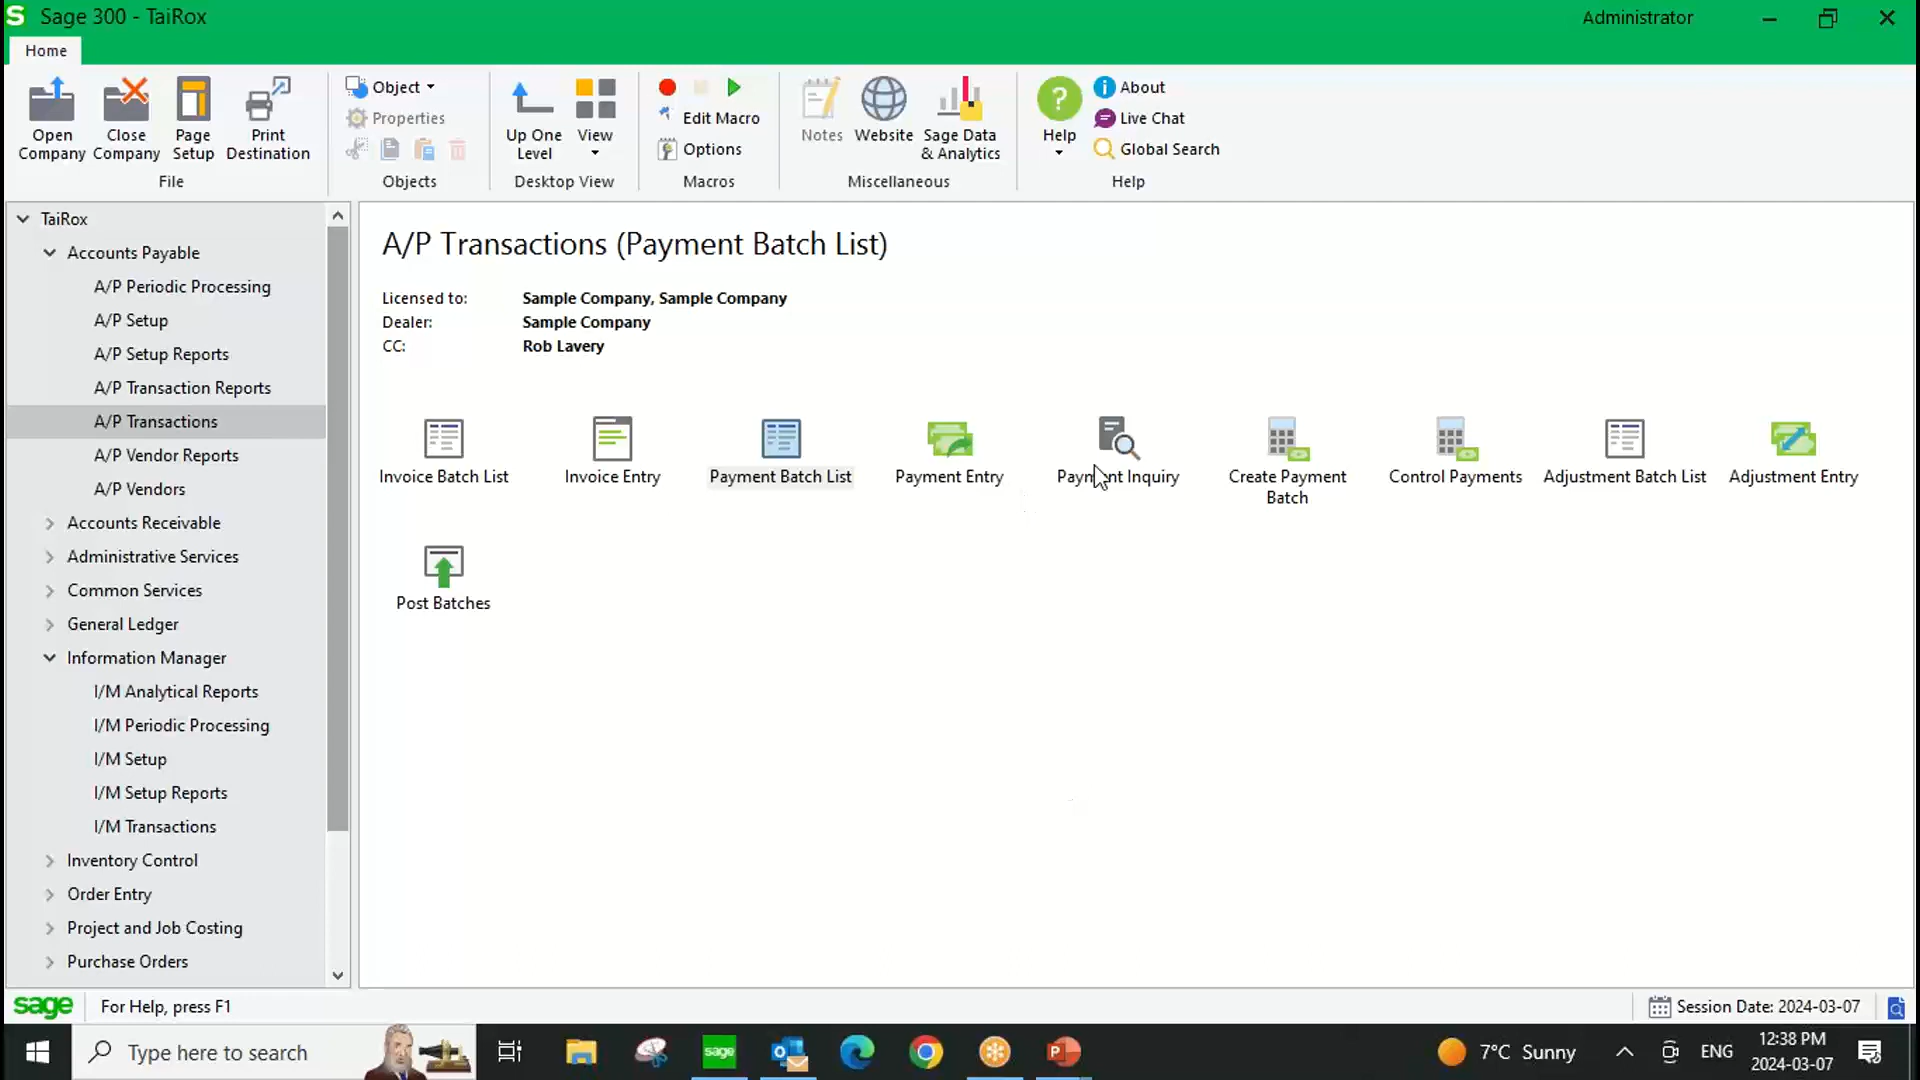 Sage 300 - TaiRox
Administrator
Home
Open Company
Close Company
Page Setup
Print Destination
File
Object
Properties
Objects
Up One Level
View
Desktop View
Edit Macro
Options
Macros
Notes
Website
Sage Data & Analytics
Miscellaneous
Help
About
Live Chat
Global Search
Help
TaiRox
Accounts Payable
A/P Periodic Processing
A/P Setup
A/P Setup Reports
A/P Transaction Reports
A/P Transactions
A/P Vendor Reports
A/P Vendors
Accounts Receivable
Administrative Services
Common Services
General Ledger
Information Manager
I/M Analytical Reports
I/M Periodic Processing
I/M Setup
I/M Setup Reports
I/M Transactions
Inventory Control
Order Entry
Project and Job Costing
Purchase Orders
A/P Transactions (Payment Batch List)
Licensed to: Sample Company, Sample Company
Dealer: Sample Company
CC: Rob Lavery
Invoice Batch List
Invoice Entry
Payment Batch List
Payment Entry
Payment Inquiry
Create Payment Batch
Control Payments
Adjustment Batch List
Adjustment Entry
Post Batches
sage For Help, press F1
Session Date: 2024-03-07
Type here to search
sage
7°C Sunny
ENG
12:38 PM
2024-03-07